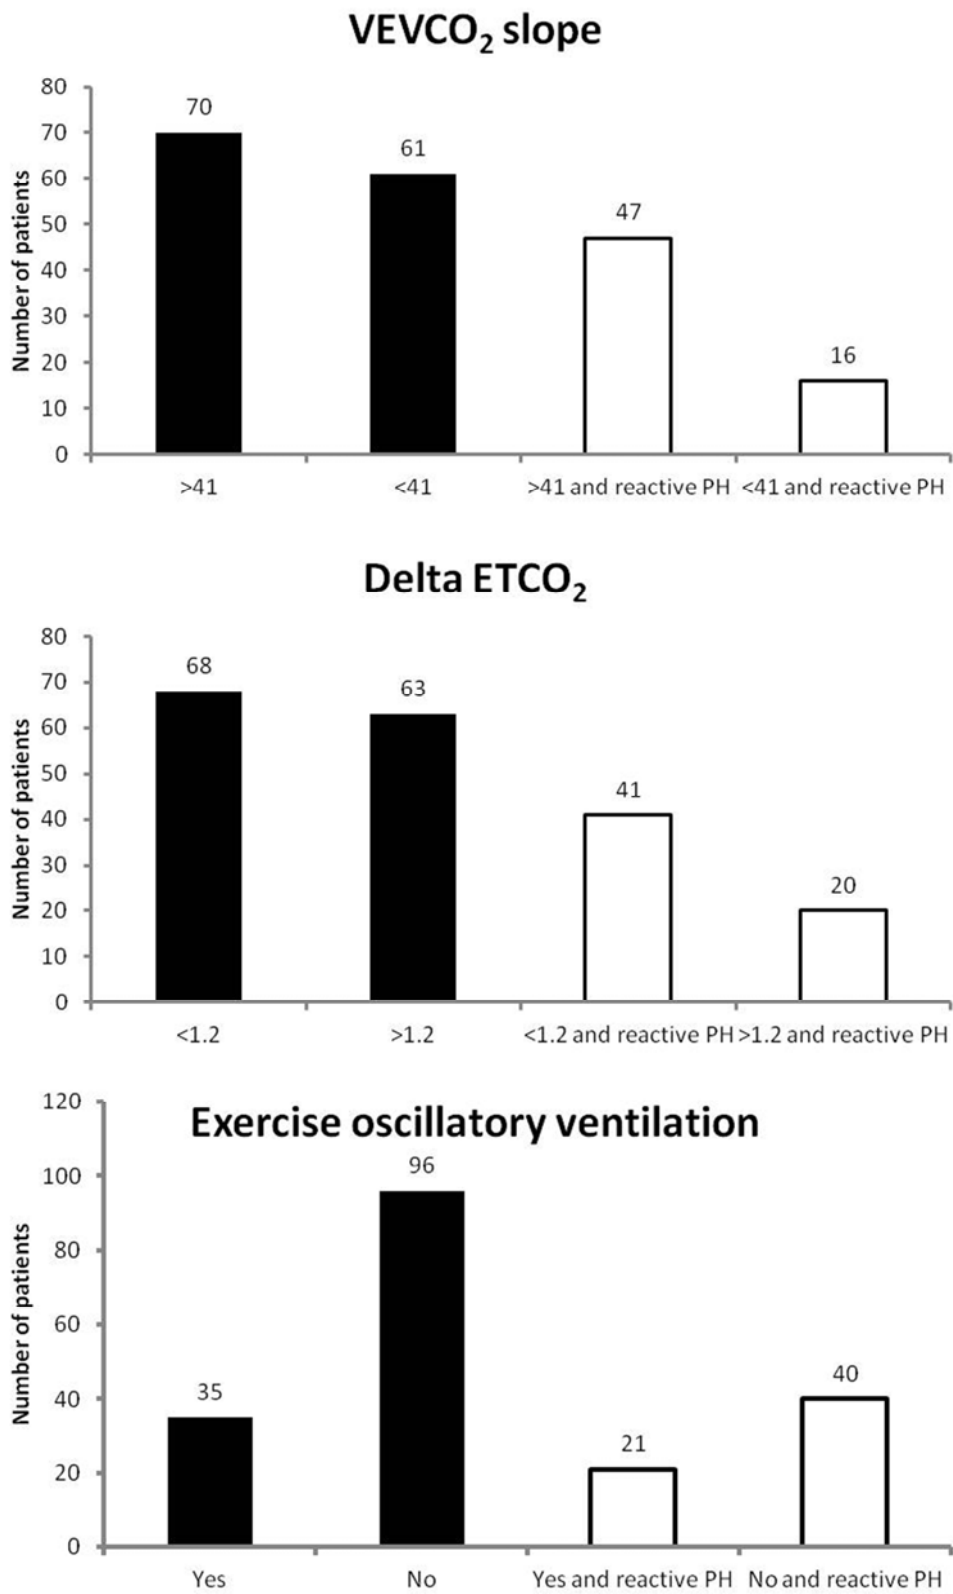 VEVCO₂ slope
Number of patients
80
70
60
50
40
30
20
10
0
70
61
47
16
>41
<41
>41 and reactive PH
<41 and reactive PH
Delta ETCO₂
Number of patients
80
70
60
50
40
30
20
10
0
68
63
41
20
<1.2
>1.2
<1.2 and reactive PH
>1.2 and reactive PH
Exercise oscillatory ventilation
Number of patients
120
100
80
60
40
20
0
35
96
21
40
Yes
No
Yes and reactive PH
No and reactive PH